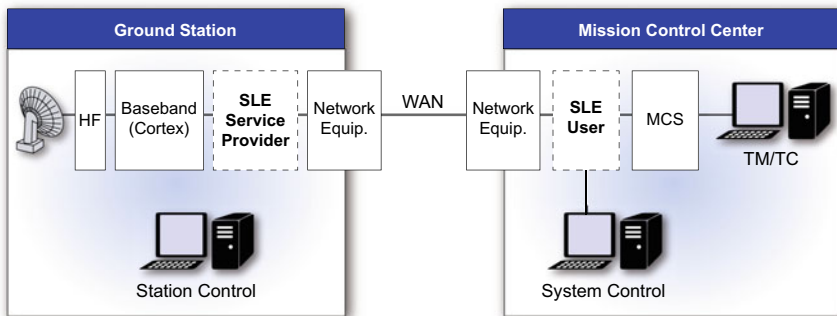 Ground Station
Mission Control Center
HF
Baseband
(Cortex)
SLE
Service
Provider
Network
Equip.
WAN
Network
Equip.
SLE
User
MCS
TM/TC
Station Control
System Control